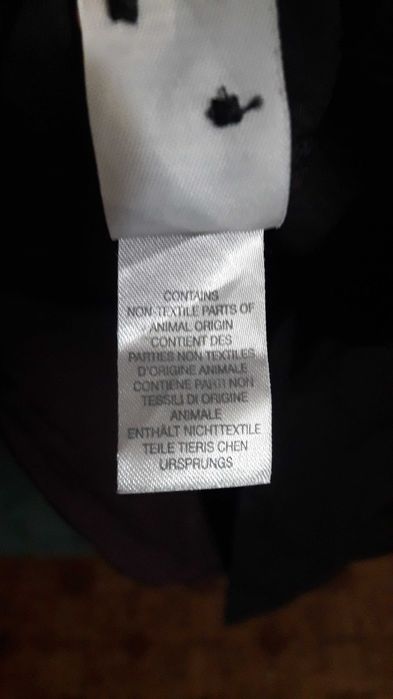 CONTAINS
NON-TEXTILE PARTS OF
ANIMAL ORIGIN
CONTIENT DES
PARTIES NON TEXTILES
D'ORIGINE ANIMALE
CONTIENE PARTI NON
TESSILI DI ORIGINE
ANIMALE
ENTHÄLT NICHTTEXTILE
TEILE TIERIS CHEN
URSPRUNGS